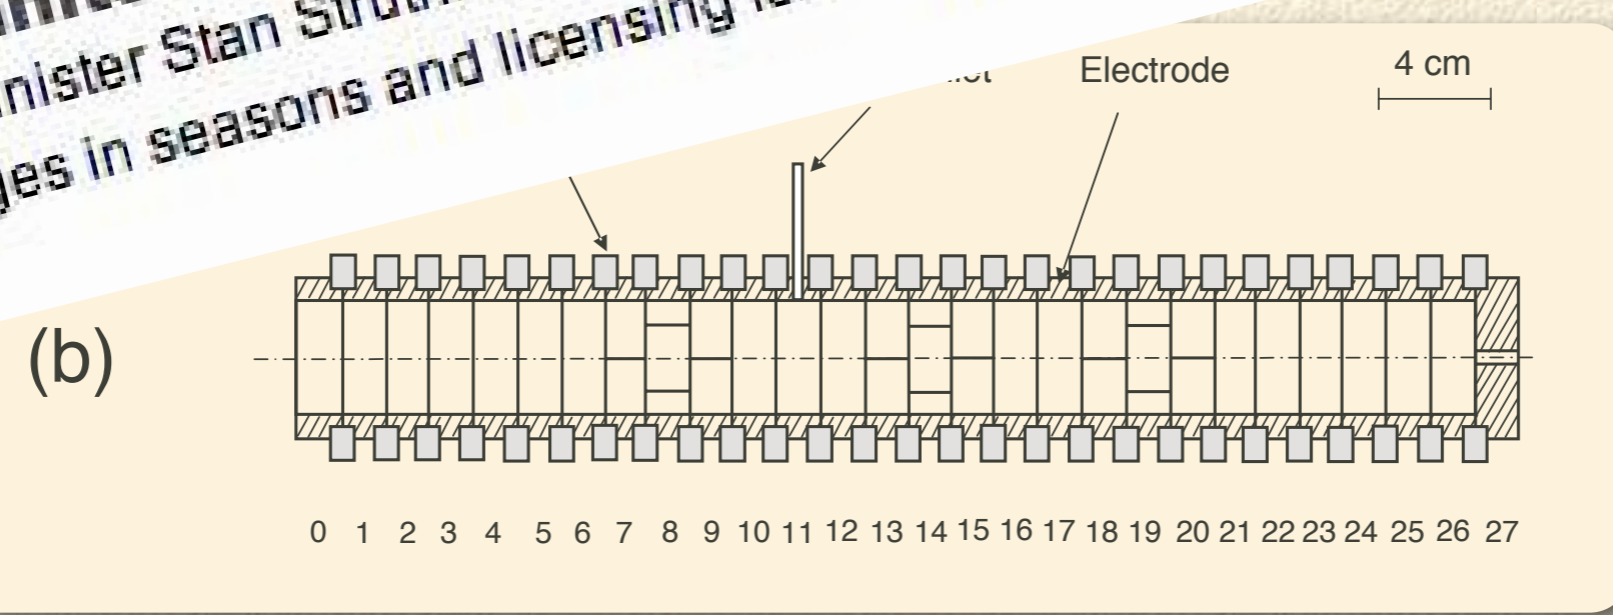 nister Stan
ges in seasons and licensing
Electrode
4 cm
(b)
0 1 2 3 4 5 6 7 8 9 10 11 12 13 14 15 16 17 18 19 20 21 22 23 24 25 26 27